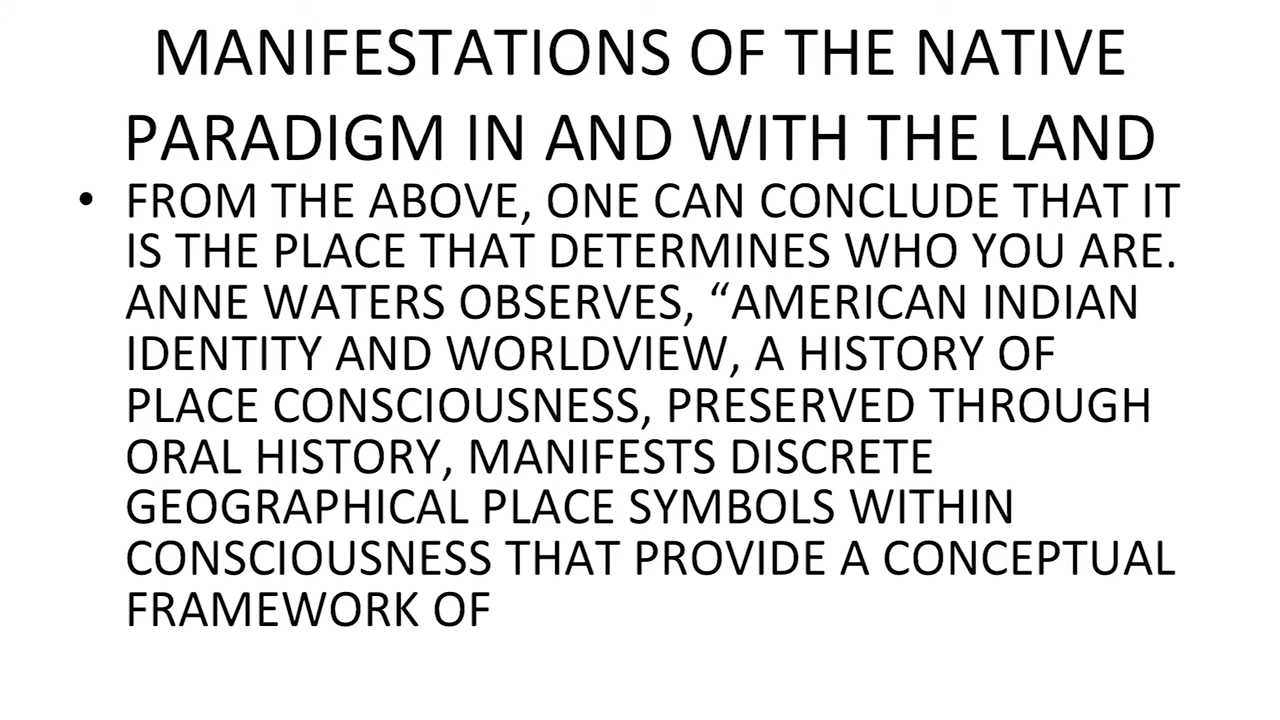 MANIFESTATIONS OF THE NATIVE
PARADIGM IN AND WITH THE LAND
• FROM THE ABOVE, ONE CAN CONCLUDE THAT IT
IS THE PLACE THAT DETERMINES WHO YOU ARE.
ANNE WATERS OBSERVES, “AMERICAN INDIAN
IDENTITY AND WORLDVIEW, A HISTORY OF
PLACE CONSCIOUSNESS, PRESERVED THROUGH
ORAL HISTORY, MANIFESTS DISCRETE
GEOGRAPHICAL PLACE SYMBOLS WITHIN
CONSCIOUSNESS THAT PROVIDE A CONCEPTUAL
FRAMEWORK OF